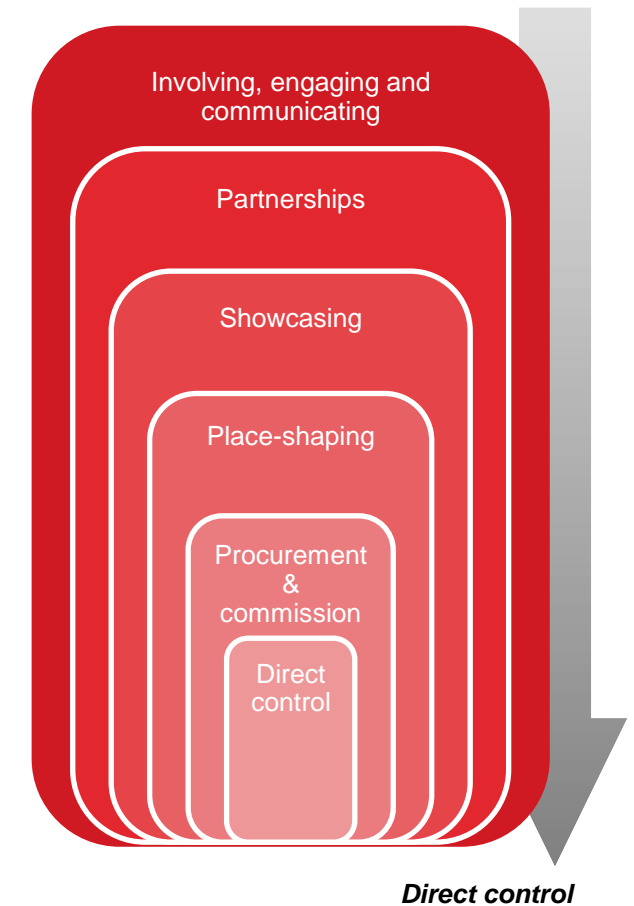 Involving, engaging and
communicating
Partnerships
Showcasing
Place-shaping
Procurement
&
commission
Direct
control
Direct control